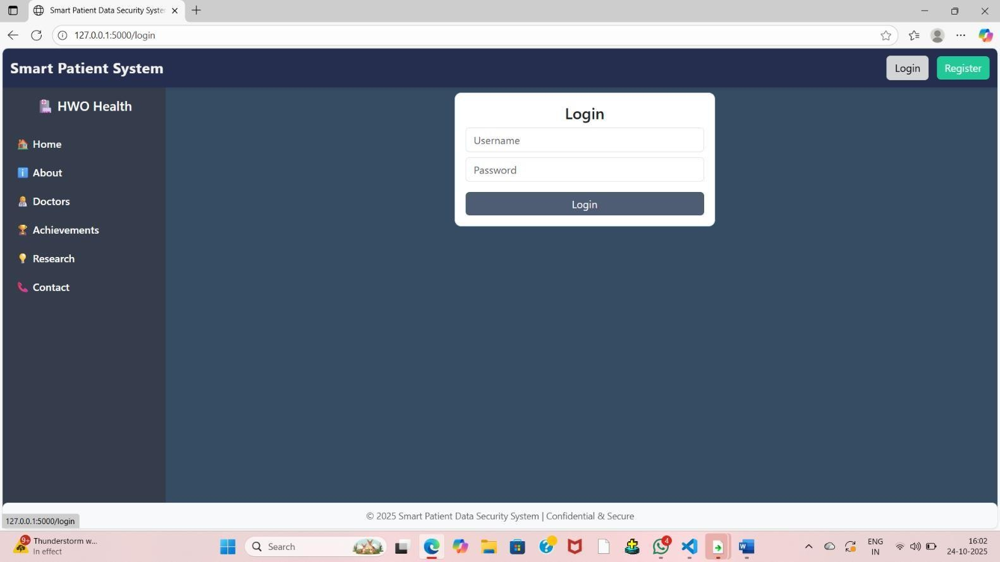 Smart Patient Data Security Syste
127.0.0.1:5000/login
Smart Patient System
Login
Register
HWO Health
Home
About
Doctors
Achievements
Research
Contact
Login
Username
Password
Login
© 2025 Smart Patient Data Security System | Confidential & Secure
127.0.0.1:5000/login
9+
Thunderstorm w...
In effect
Search
4
ENG
IN
16:02
24-10-2025